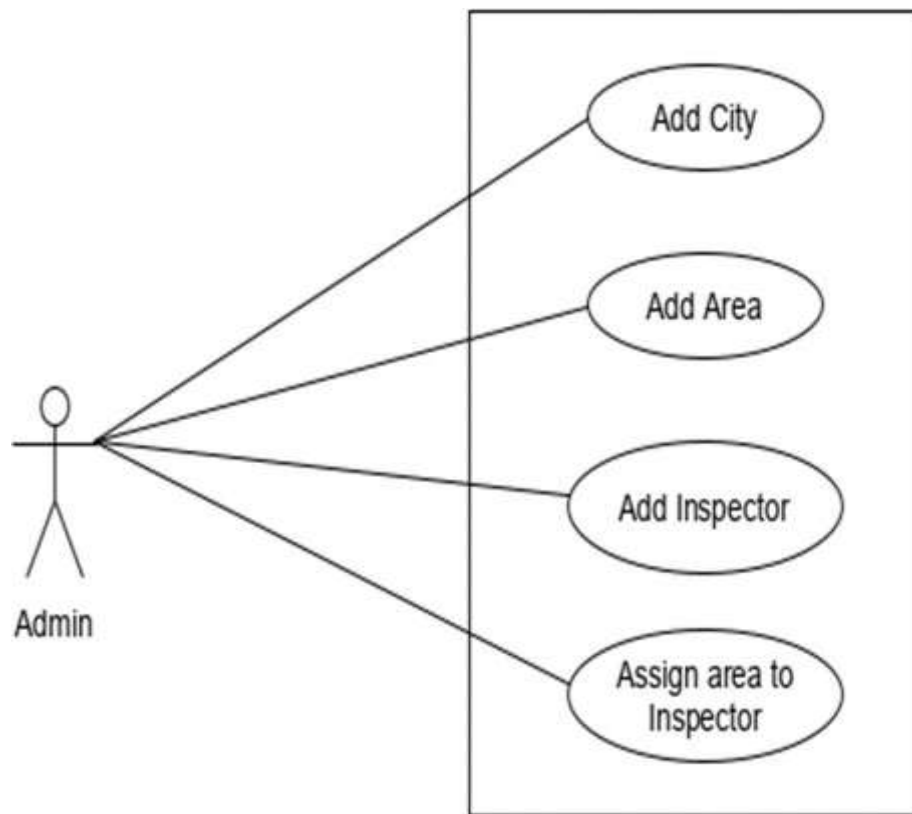 Add City
Add Area
Add Inspector
Admin
Assign area to
Inspector